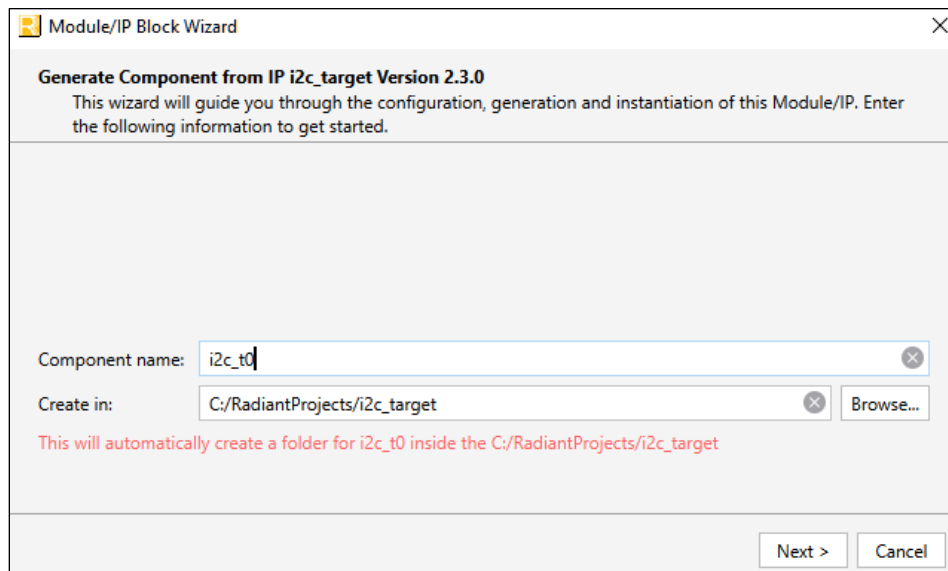 Module/IP Block Wizard
Generate Component from IP i2c_target Version 2.3.0
This wizard will guide you through the configuration, generation and instantiation of this Module/IP. Enter
the following information to get started.
Component name: i2c_t0
Create in: C:/RadiantProjects/i2c_target Browse...
This will automatically create a folder for i2c_t0 inside the C:/RadiantProjects/i2c_target
Next > Cancel